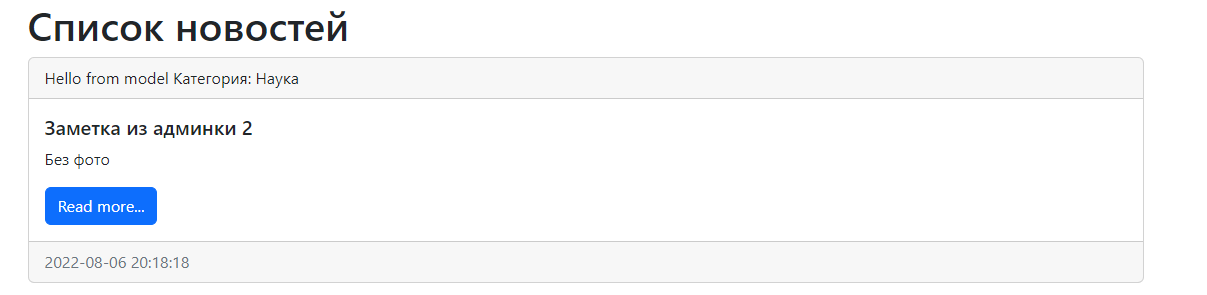 Список новостей
Hello from model Категория: Наука
Заметка из админки 2
Без фото
Read more...
2022-08-06 20:18:18